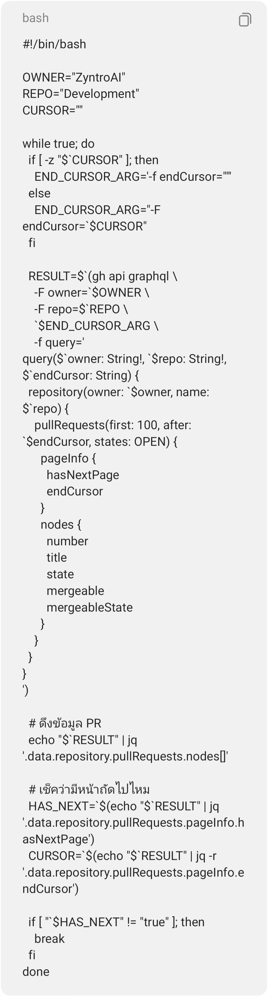 bash
#!/bin/bash
OWNER="ZyntroAI"
REPO="Development"
CURSOR=""
while true; do
if [ -z "$`CURSOR" ]; then
END_CURSOR_ARG='-f endCursor=""'
else
END_CURSOR_ARG="-F
endCursor=`$CURSOR"
fi
RESULT=$`(gh api graphql \
-F owner=`$OWNER \
-F repo=$`REPO \
`$END_CURSOR_ARG \
-f query='
query($`owner: String!, `$repo: String!,
$`endCursor: String) {
repository(owner: `$owner, name:
$`repo) {
pullRequests(first: 100, after:
`$endCursor, states: OPEN) {
pageInfo {
hasNextPage
endCursor
}
nodes {
number
title
state
mergeable
mergeableState
}
}
}
}
')
# ดึงข้อมูล PR
echo "$`RESULT" | jq
'.data.repository.pullRequests.nodes[]'
# เช็คว่ามีหน้าถัดไปไหม
HAS_NEXT=`$(echo "$`RESULT" | jq
'.data.repository.pullRequests.pageInfo.h
asNextPage')
CURSOR=`$(echo "$`RESULT" | jq -r
'.data.repository.pullRequests.pageInfo.e
ndCursor')
if [ "`$HAS_NEXT" != "true" ]; then
break
fi
done